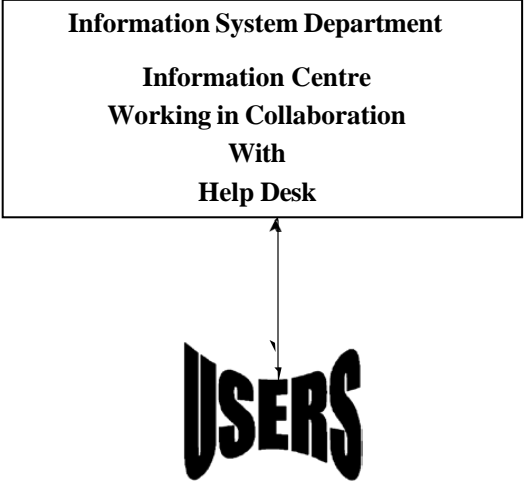 Information System Department
Information Centre
Working in Collaboration
With
Help Desk
USERS